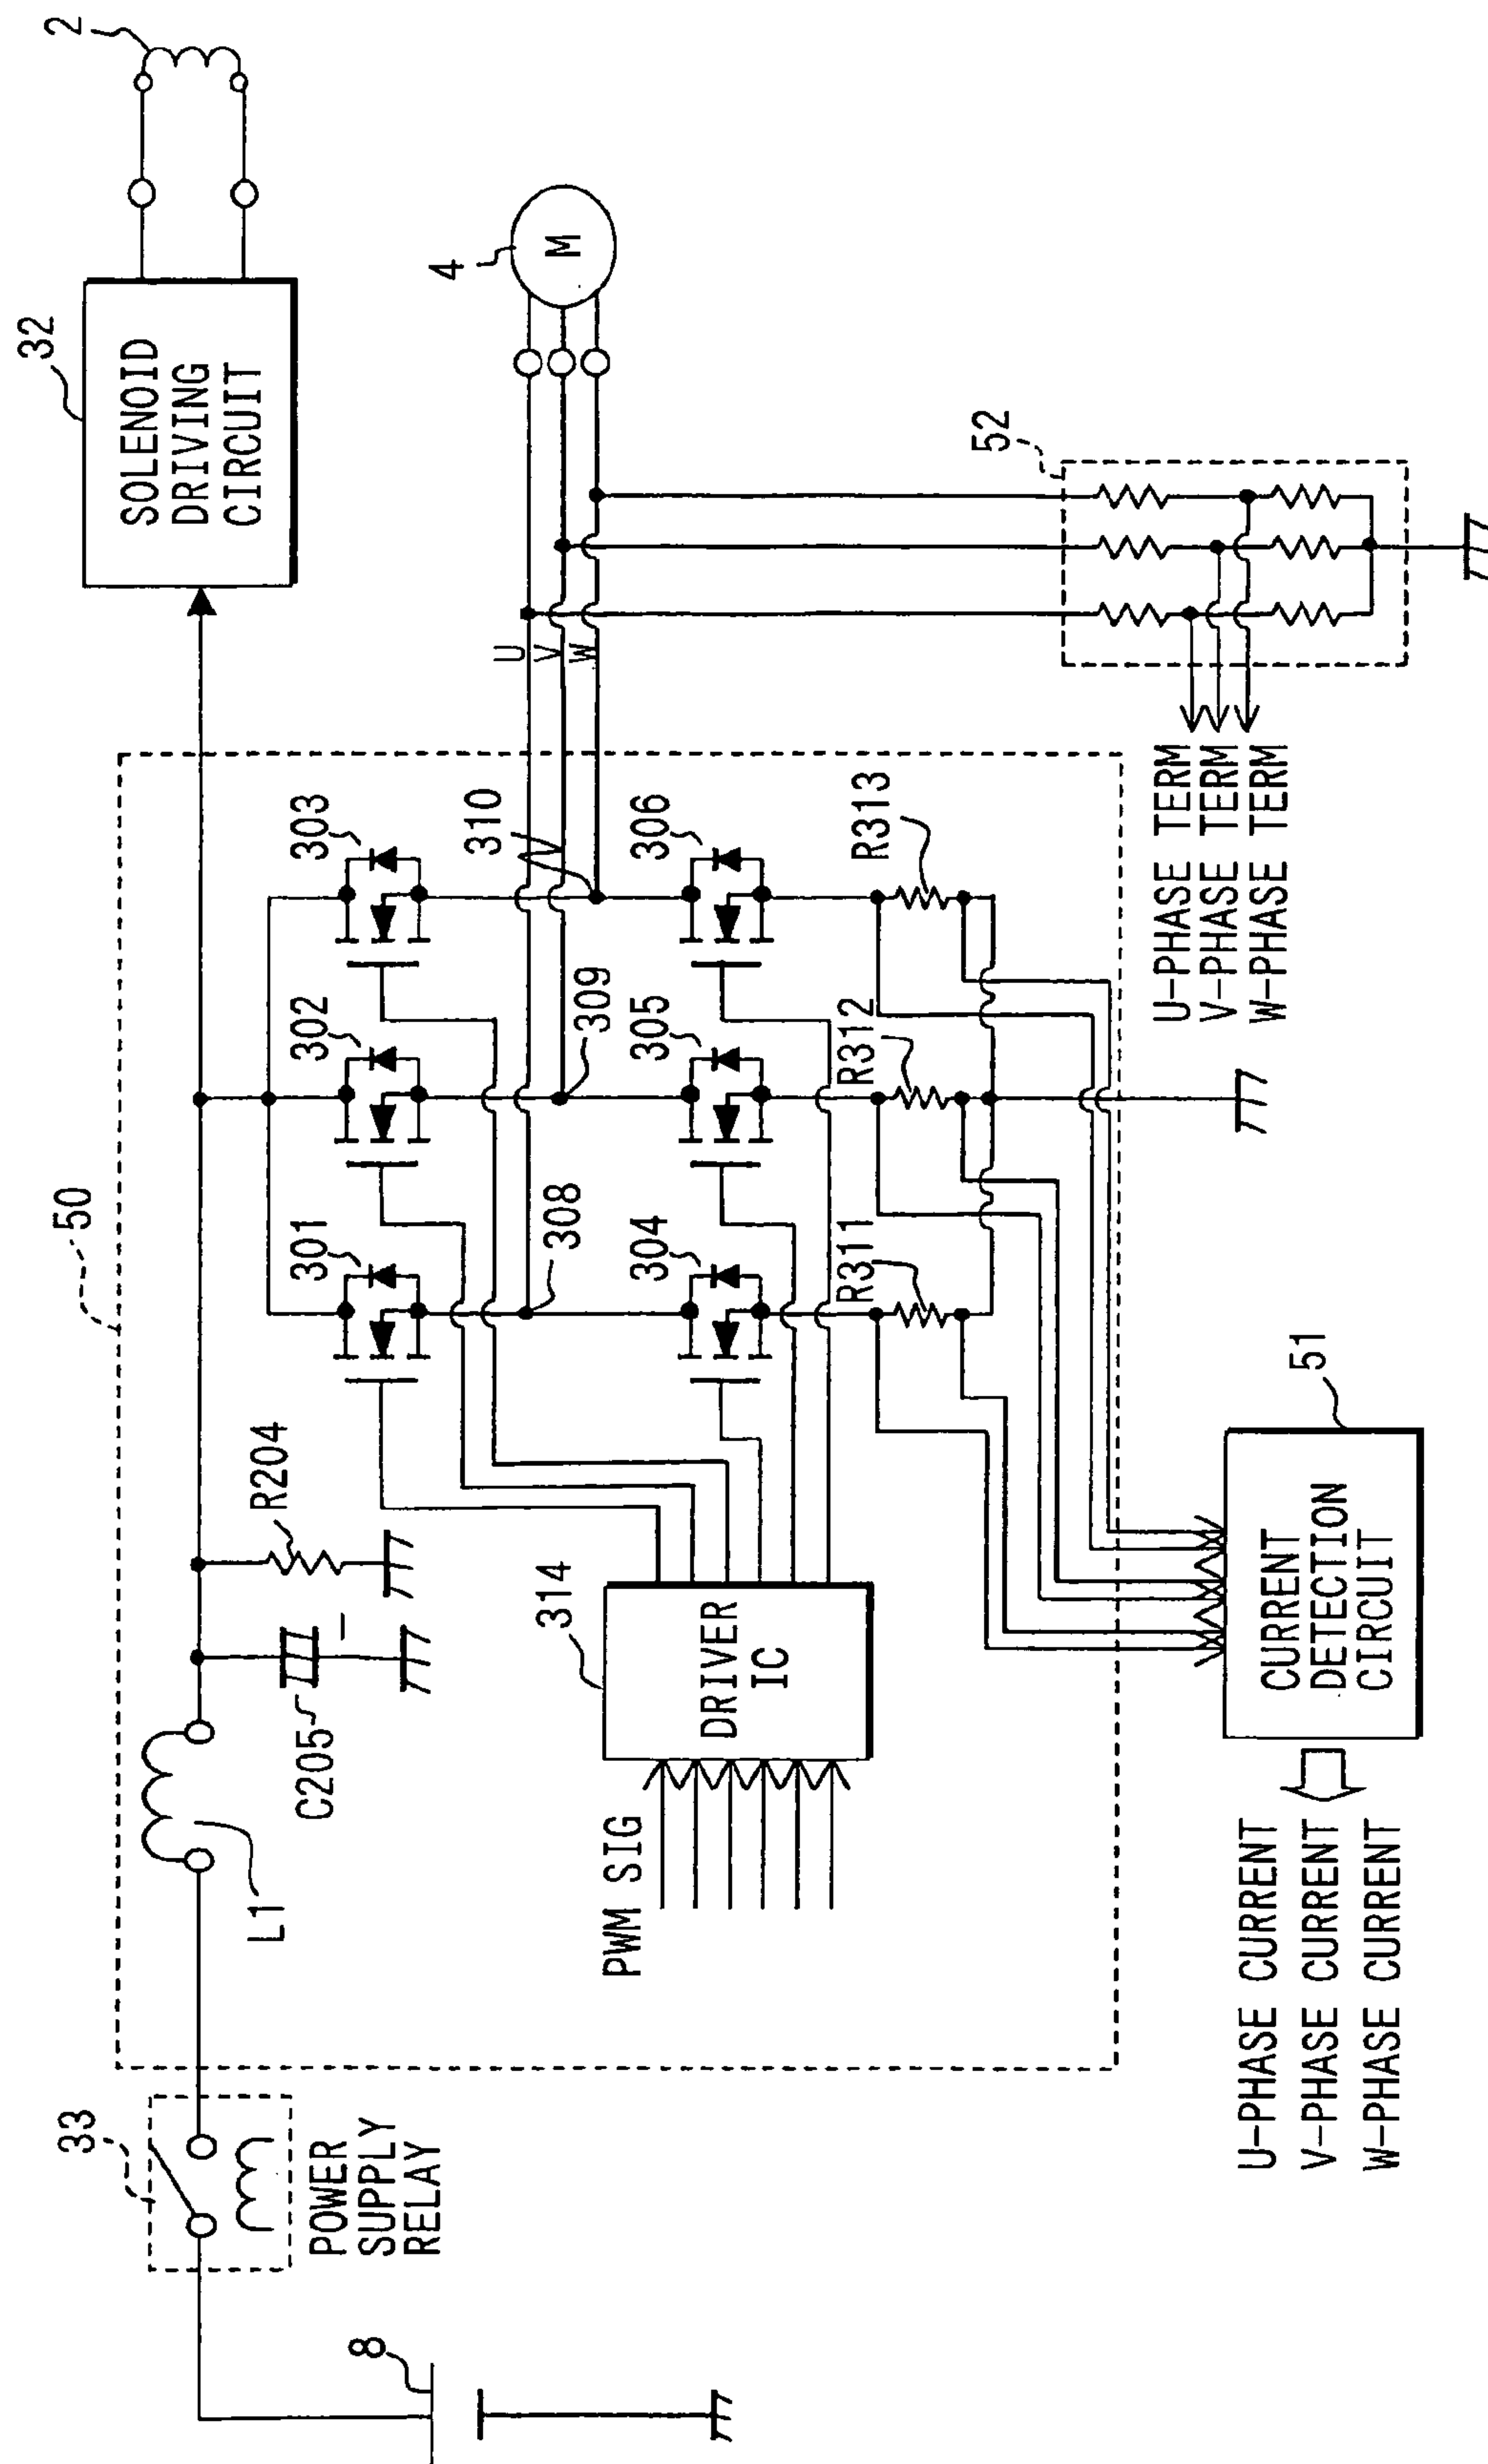 2
32
SOLENOID
DRIVING
CIRCUIT
4
M
50
303
302
301
310
309
308
306
305
304
U
V
W
52
R204
C205
L1
33
POWER
SUPPLY
RELAY
8
314
DRIVER
IC
PWM SIG
R313
R312
R311
U-PHASE TERM
V-PHASE TERM
W-PHASE TERM
51
CURRENT
DETECTION
CIRCUIT
U-PHASE CURRENT
V-PHASE CURRENT
W-PHASE CURRENT